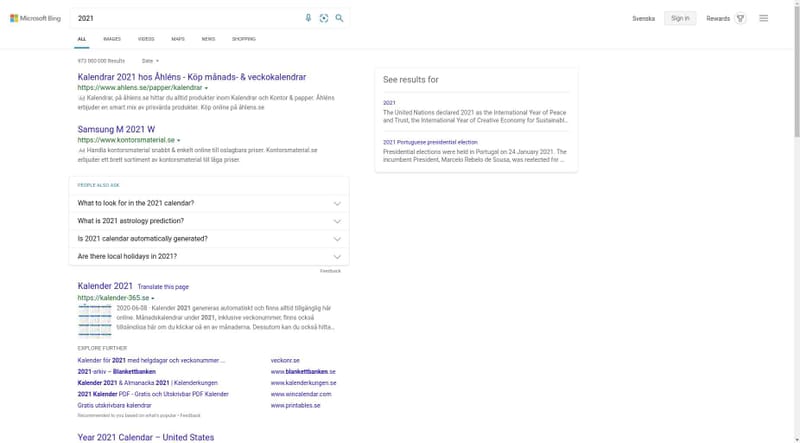 Microsoft Bing
2021
Svenska
Sign in
Rewards
ALL
IMAGES
VIDEOS
MAPS
NEWS
SHOPPING
973 000 000 Results
Date
Kalendrar 2021 hos Åhléns - Köp månads- & veckokalendrar
https://www.ahlens.se/papper/kalendrar
Ad Kalendrar, på åhlens.se hittar du alltid produkter inom Kalendrar och Kontor & papper. Åhléns
erbjuder en smart mix av prisvärda produkter. Köp online på åhlens.se
Samsung M 2021 W
https://www.kontorsmaterial.se
Ad Handla kontorsmaterial snabbt & enkelt online till oslagbara priser. Kontorsmaterial.se
erbjuder ett brett sortiment av kontorsmaterial till låga priser.
PEOPLE ALSO ASK
What to look for in the 2021 calendar?
What is 2021 astrology prediction?
Is 2021 calendar automatically generated?
Are there local holidays in 2021?
Feedback
Kalender 2021 Translate this page
https://kalender-365.se
2020-06-08 · Kalender 2021 genereras automatiskt och finns alltid tillgänglig här
online. Månadskalendrar under 2021, inklusive veckonummer, finns också
tillgängliga här om du klickar på en av månaderna. Dessutom kan du också hitta...
EXPLORE FURTHER
Kalender för 2021 med helgdagar och veckonummer ...
veckonr.se
2021-arkiv – Blankettbanken
www.blankettbanken.se
Kalender 2021 & Almanacka 2021 | Kalenderkungen
www.kalenderkungen.se
2021 Kalender PDF - Gratis och Utskrivbar PDF Kalender
www.wincalendar.com
Gratis utskrivbara kalendrar
www.printables.se
Recommended to you based on what's popular • Feedback
Year 2021 Calendar – United States
See results for
2021
The United Nations declared 2021 as the International Year of Peace
and Trust, the International Year of Creative Economy for Sustainabl...
2021 Portuguese presidential election
Presidential elections were held in Portugal on 24 January 2021. The
incumbent President, Marcelo Rebelo de Sousa, was reelected for ...